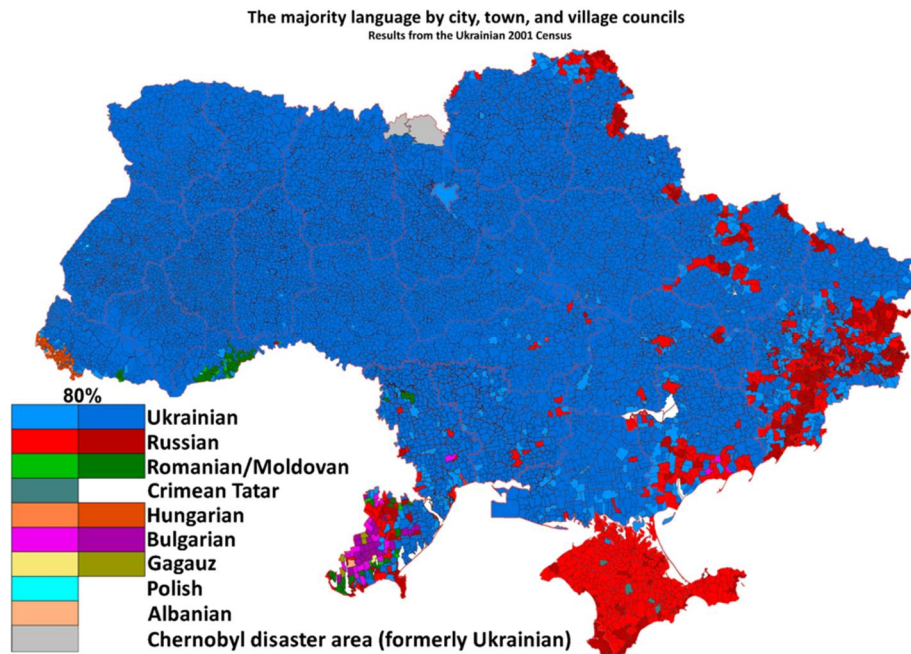 The majority language by city, town, and village councils
Results from the Ukrainian 2001 Census
80%
Ukrainian
Russian
Romanian/Moldovan
Crimean Tatar
Hungarian
Bulgarian
Gagauz
Polish
Albanian
Chernobyl disaster area (formerly Ukrainian)